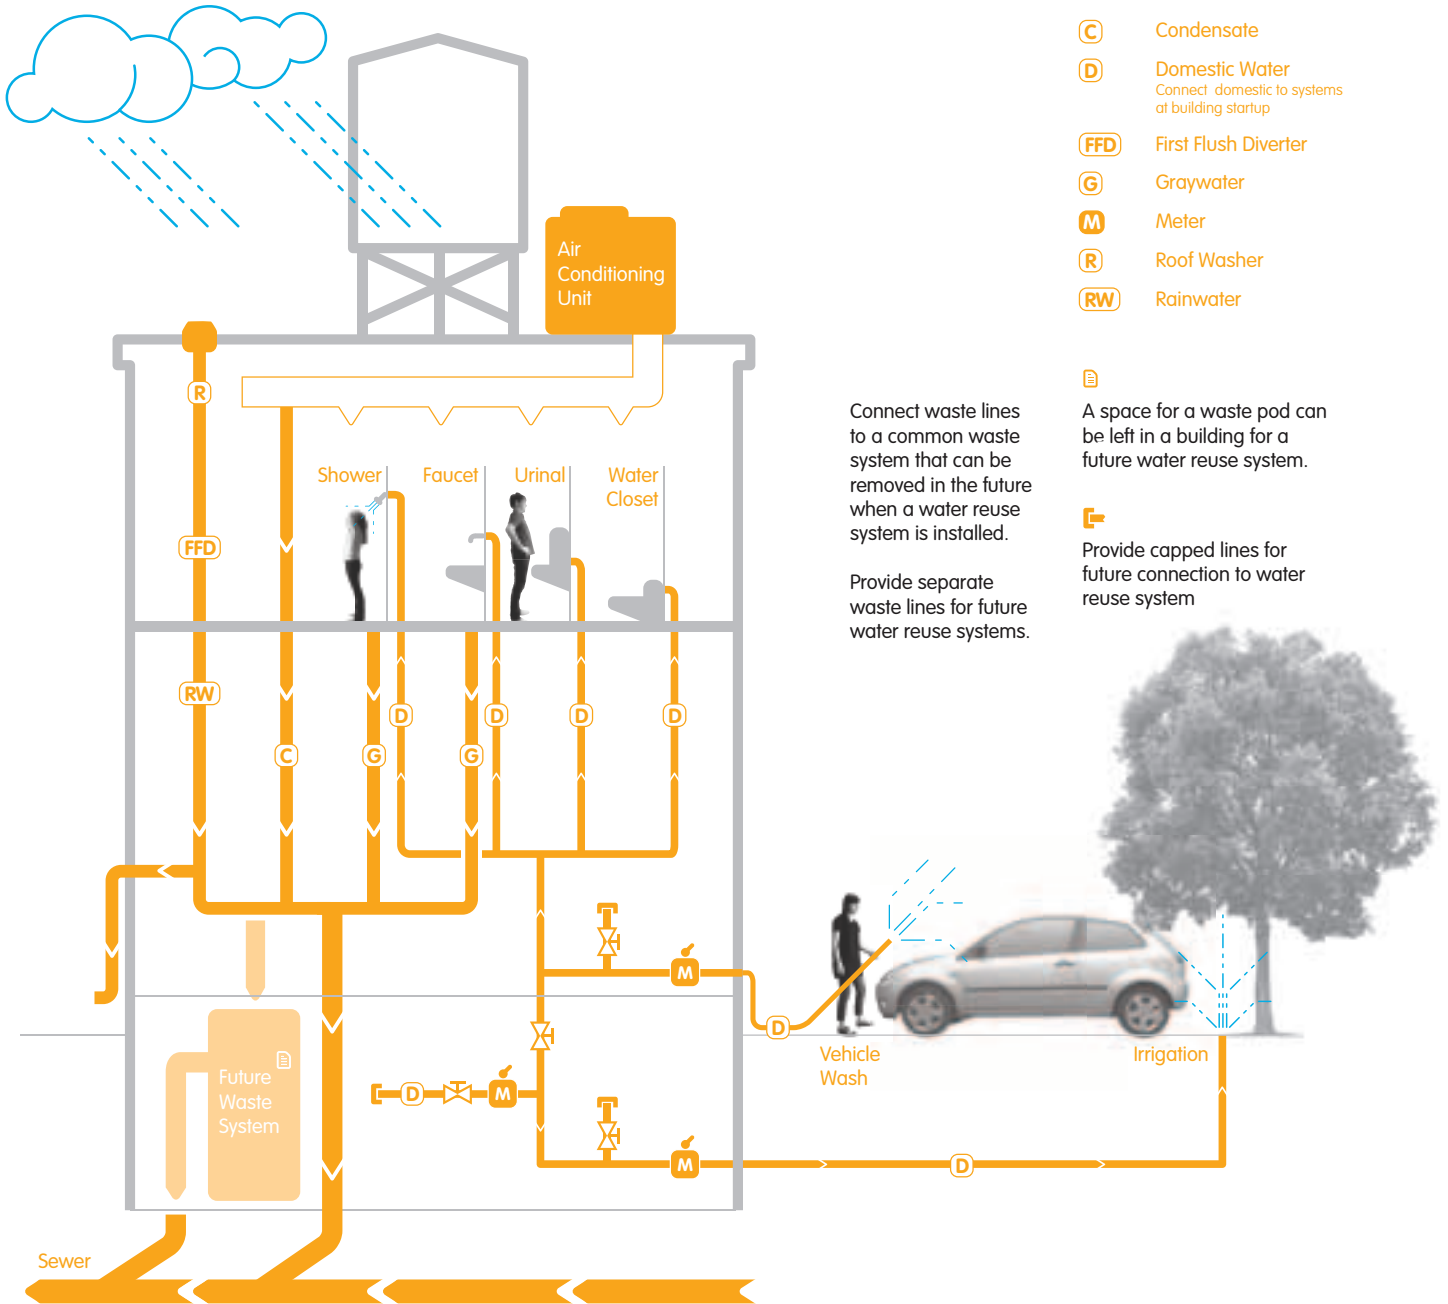 C Condensate
D Domestic Water
Connect domestic to systems
at building startup
FFD First Flush Diverter
G Graywater
M Meter
R Roof Washer
RW Rainwater
Air
Conditioning
Unit
R
Connect waste lines
to a common waste
system that can be
removed in the future
when a water reuse
system is installed.
Provide separate
waste lines for future
water reuse systems.
A space for a waste pod can
be left in a building for a
future water reuse system.
Provide capped lines for
future connection to water
reuse system
Shower
Faucet
Urinal
Water
Closet
FFD
RW
D
D
D
D
C
G
G
M
D
Vehicle
Wash
Irrigation
Future
Waste
System
D
M
M
D
Sewer